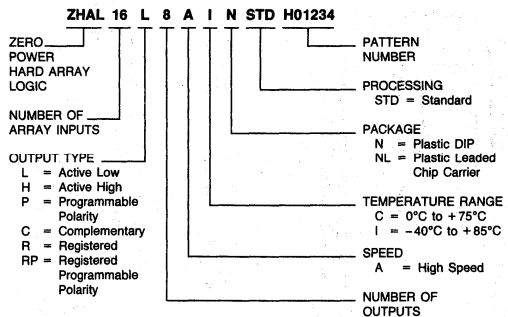 ZHAL 16 L 8 A I N STD H01234
ZERO
POWER
HARD ARRAY
LOGIC
NUMBER OF
ARRAY INPUTS
OUTPUT TYPE
L = Active Low
H = Active High
P = Programmable
Polarity
C = Complementary
R = Registered
RP = Registered
Programmable
Polarity
PATTERN
NUMBER
PROCESSING
STD = Standard
PACKAGE
N = Plastic DIP
NL = Plastic Leaded
Chip Carrier
TEMPERATURE RANGE
C = 0°C to +75°C
I = −40°C to +85°C
SPEED
A = High Speed
NUMBER OF
OUTPUTS